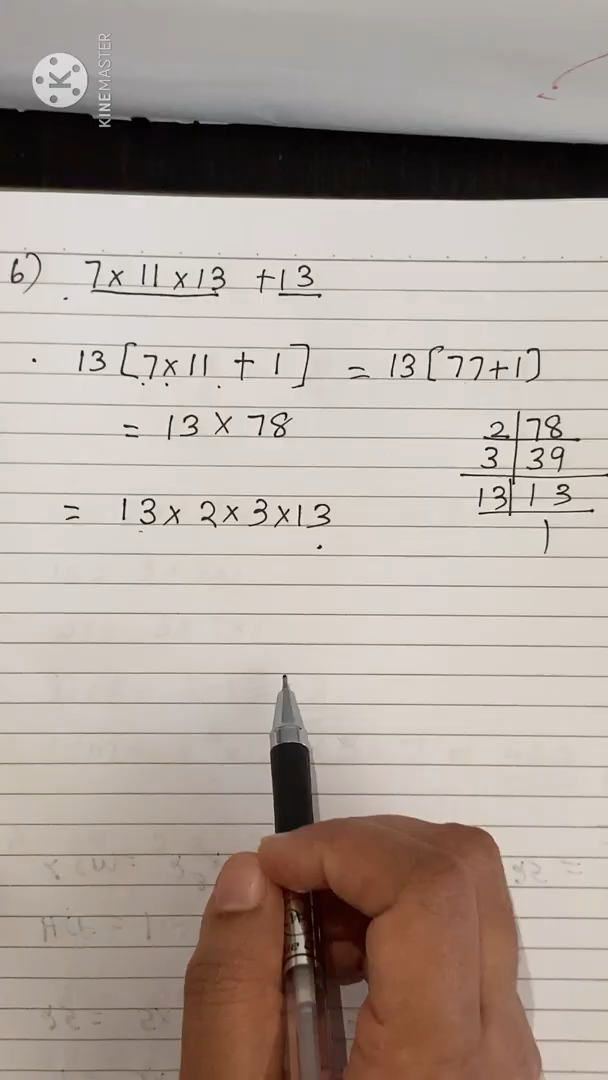 KINEMASTER
6) 7 × 11 × 13 + 13
13 [7 × 11 + 1] = 13 [77 + 1]
= 13 × 78
= 13 × 2 × 3 × 13
2 | 78
3 | 39
13 | 13
1